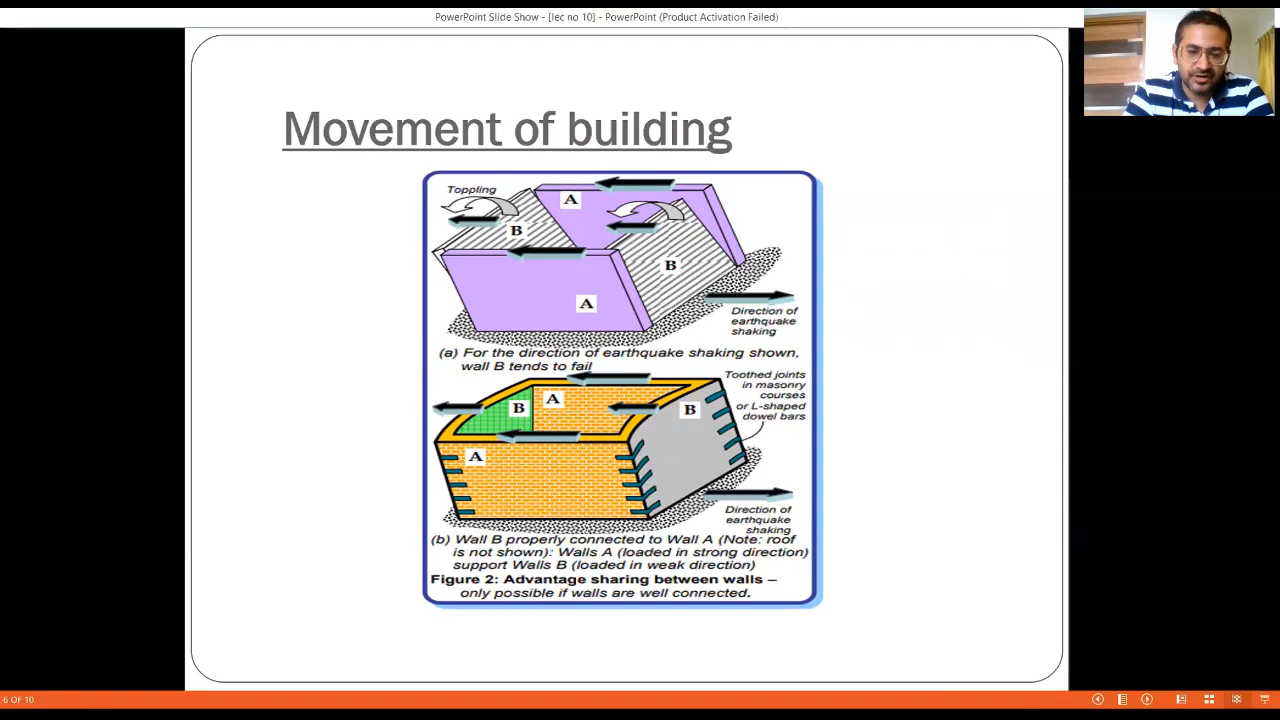 PowerPoint Slide Show - [lec no 10] - PowerPoint (Product Activation Failed)
Movement of building
Toppling
A
B
B
A
Direction of
earthquake
shaking
(a) For the direction of earthquake shaking shown,
wall B tends to fail
Toothed joints
in masonry
courses
or L-shaped
dowel bars
B
A
B
A
Direction of
earthquake
shaking
(b) Wall B properly connected to Wall A (Note: roof
is not shown): Walls A (loaded in strong direction)
support Walls B (loaded in weak direction)
Figure 2: Advantage sharing between walls –
only possible if walls are well connected.
6 OF 10